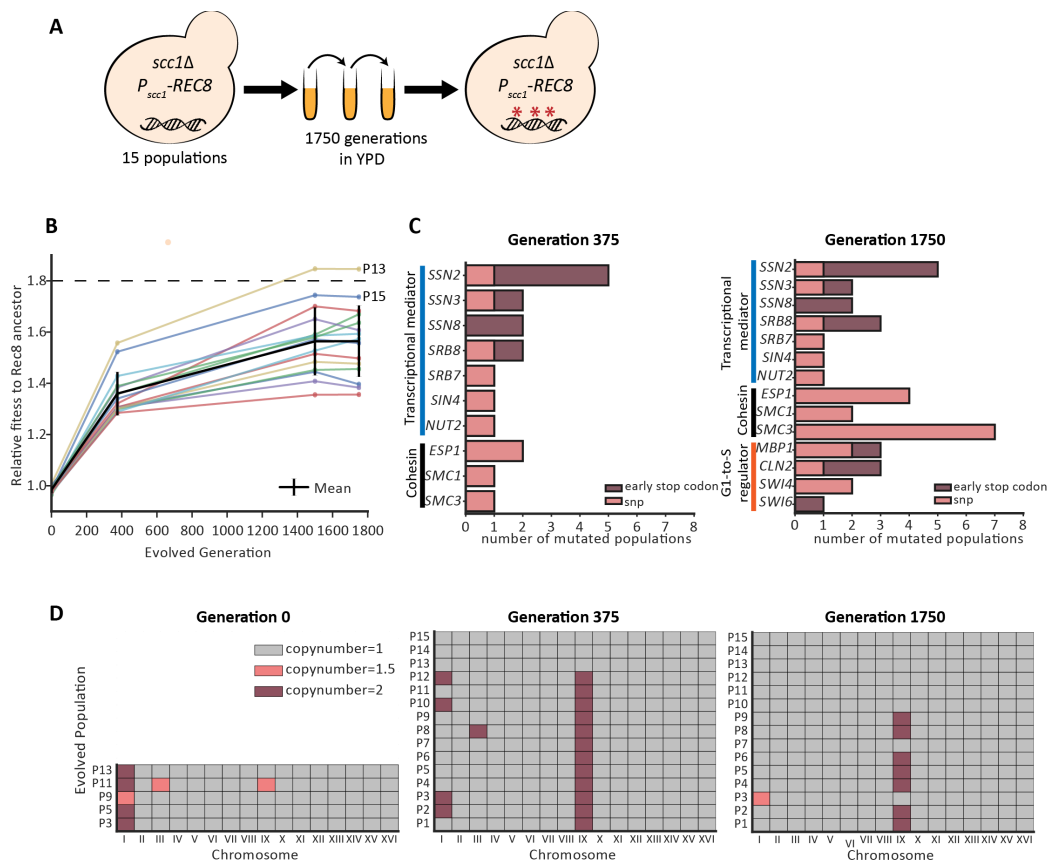 A
scc1Δ
Pscc1-REC8
15 populations
1750 generations
in YPD
scc1Δ
Pscc1-REC8
***
B
Relative fitess to Rec8 ancestor
1.8
1.6
1.4
1.2
1.0
P13
P15
Mean
0 200 400 600 800 1000 1200 1400 1600 1800
Evolved Generation
C
Generation 375
Transcriptional mediator
Cohesin
SSN2
SSN3
SSN8
SRB8
SRB7
SIN4
NUT2
ESP1
SMC1
SMC3
early stop codon
snp
0 1 2 3 4 5 6 7 8
number of mutated populations
Generation 1750
Transcriptional
mediator
Cohesin
G1-to-S
regulator
SSN2
SSN3
SSN8
SRB8
SRB7
SIN4
NUT2
ESP1
SMC1
SMC3
MBP1
CLN2
SWI4
SWI6
early stop codon
snp
0 1 2 3 4 5 6 7 8
number of mutated populations
D
Generation 0
copynumber=1
copynumber=1.5
copynumber=2
Evolved Population
P13
P11
P9
P5
P3
I II III IV V VI VII VIII IX X XI XII XIII XIV XV XVI
Chromosome
Generation 375
P15
P14
P13
P12
P11
P10
P9
P8
P7
P6
P5
P4
P3
P2
P1
I II III IV V VI VII VIII IX X XI XII XIII XIV XV XVI
Chromosome
Generation 1750
P15
P14
P13
P12
P11
P10
P9
P8
P7
P6
P5
P4
P3
P2
P1
I II III IV V VI VII VIII IX X XI XII XIII XIV XV XVI
Chromosome